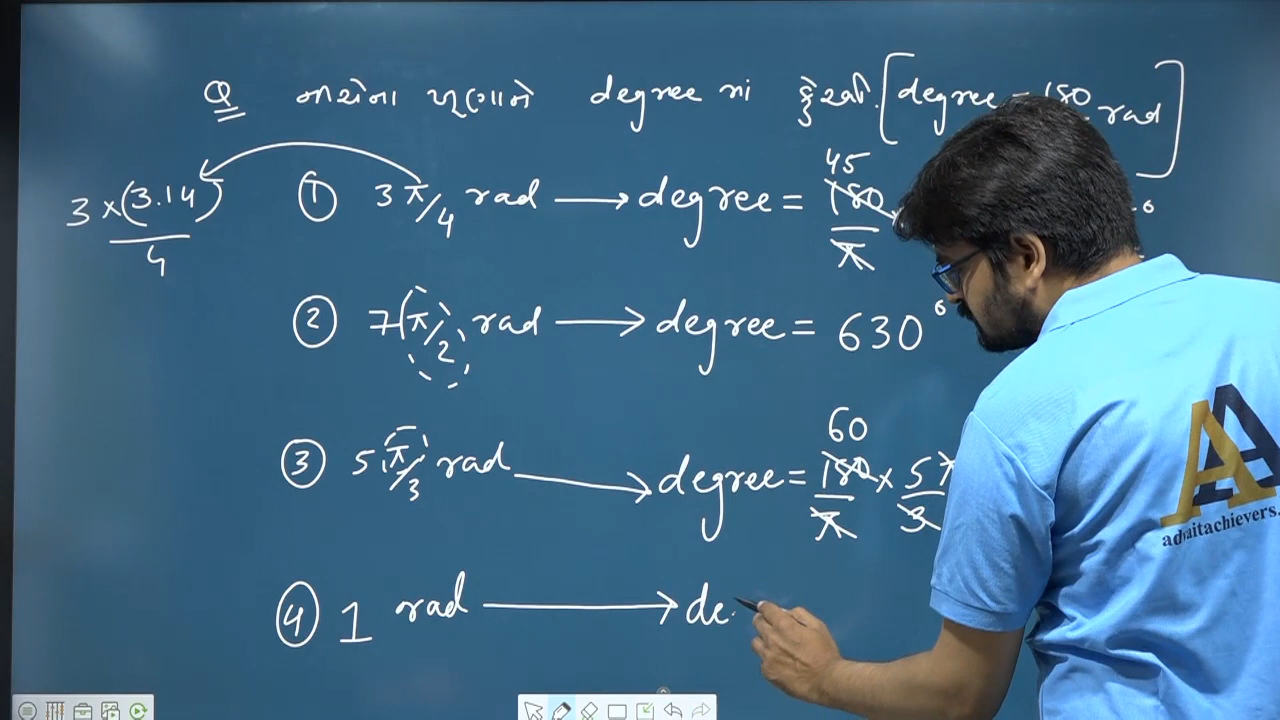 Q નીચેના ખૂણાને degree માં ફેરવો. [degree = 180 rad]
3 × (3.14) / 4
① 3π/4 rad → degree = 45 180 / π
② 7(π/2) rad → degree = 630°
③ 5π/3 rad → degree = 60 180/π × 5π/3
④ 1 rad → de
AA
advaitachievers.